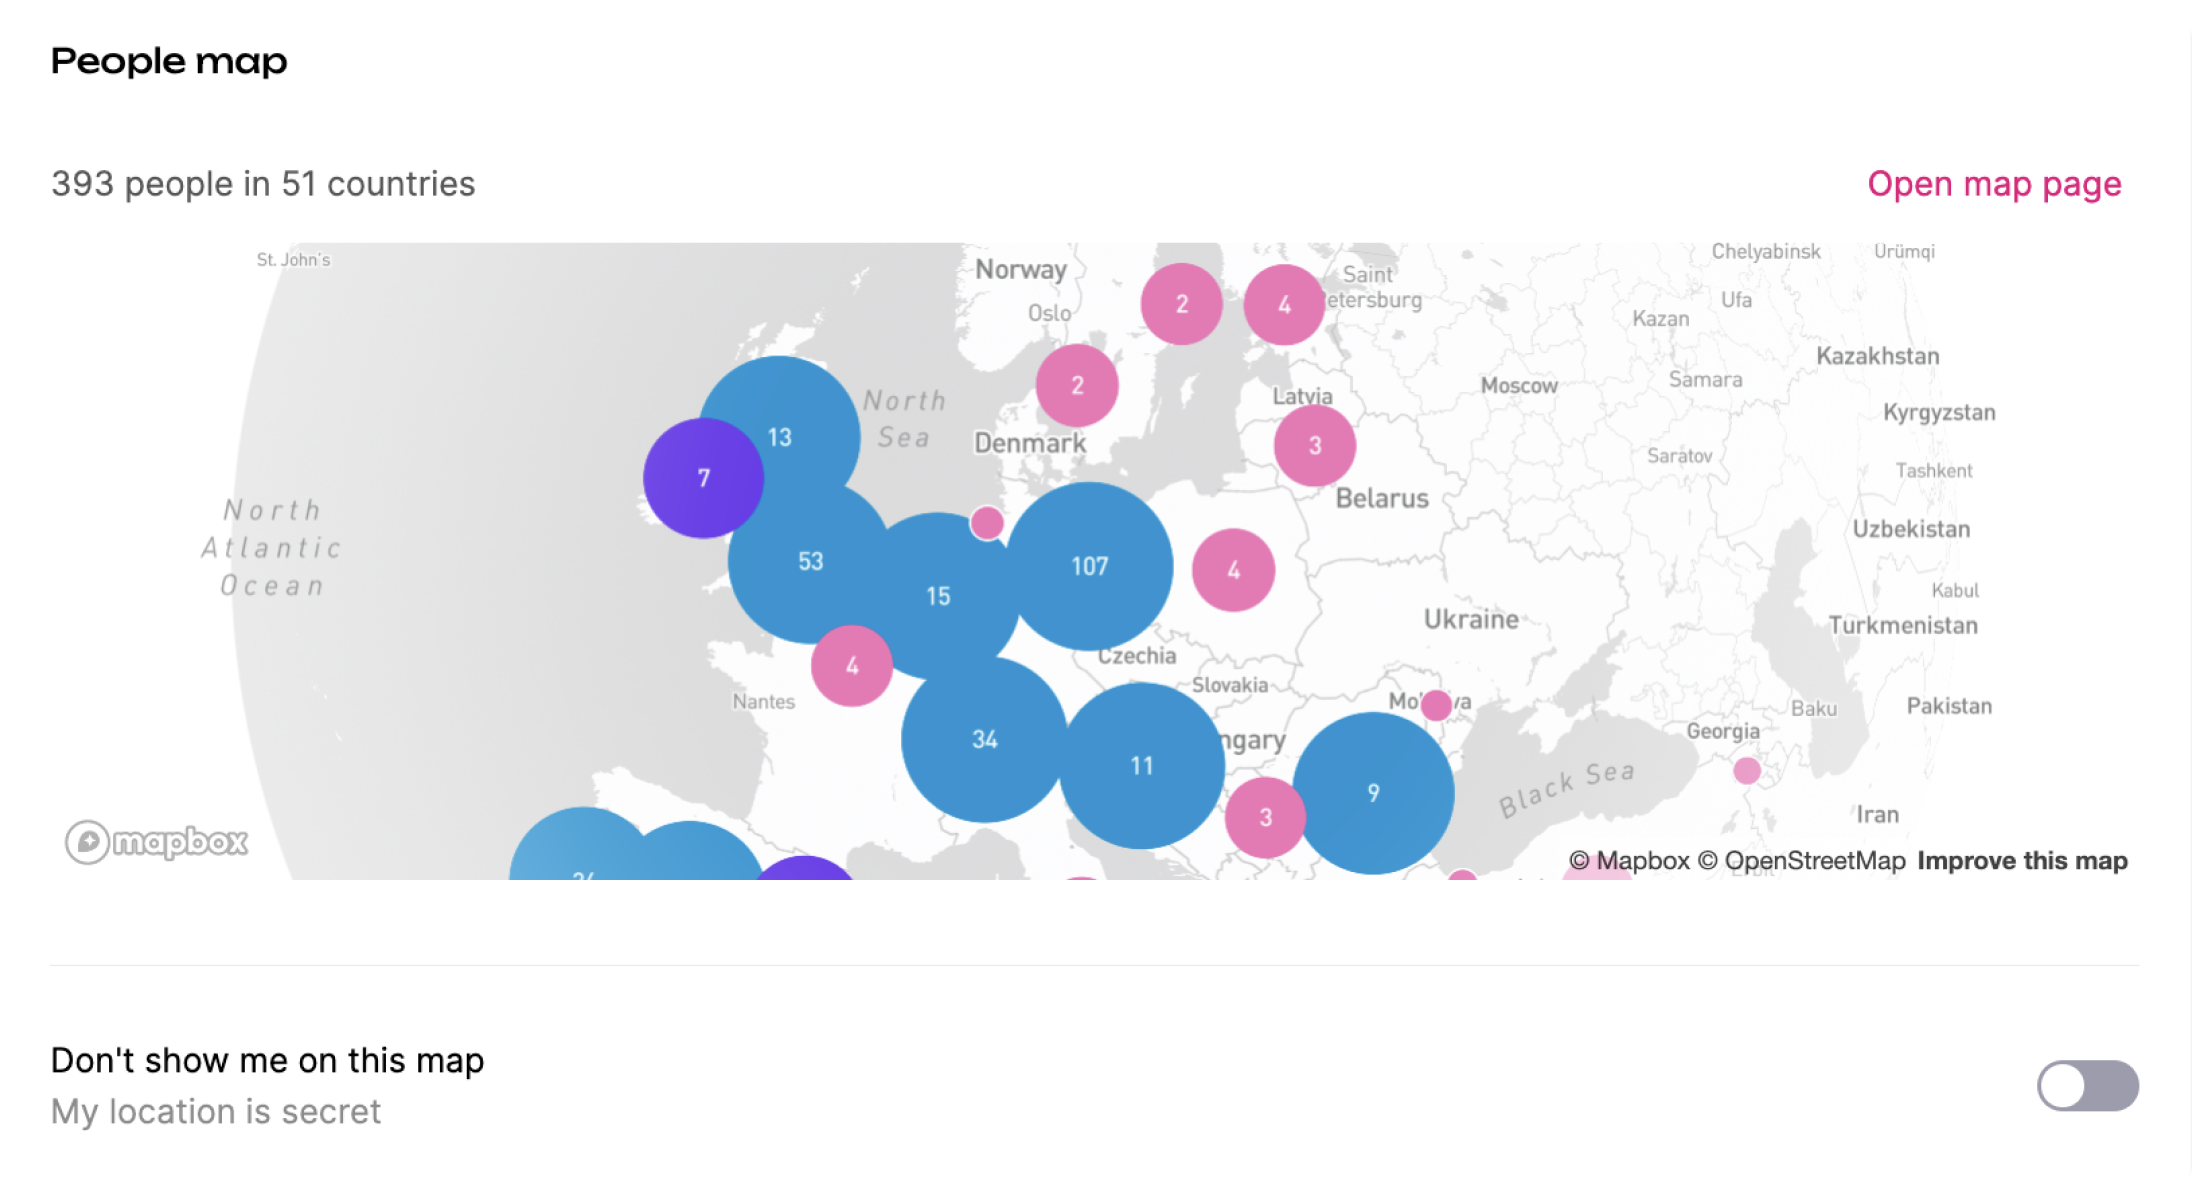 People map
393 people in 51 countries
Open map page
St. John's
Norway
Oslo
2
4
Saint
etersburg
Chelyabinsk
Ürümqi
Ufa
Kazan
Kazakhstan
Samara
Moscow
2
Latvia
North
Sea
13
Kyrgyzstan
Denmark
3
Saratov
Tashkent
7
Belarus
North
Atlantic
Ocean
Uzbekistan
53
15
107
4
Kabul
Ukraine
Turkmenistan
4
Czechia
Slovakia
Nantes
Mo
va
Baku
Pakistan
34
11
ngary
Georgia
9
Black Sea
3
Iran
mapbox
© Mapbox © OpenStreetMap Improve this map
Don't show me on this map
My location is secret